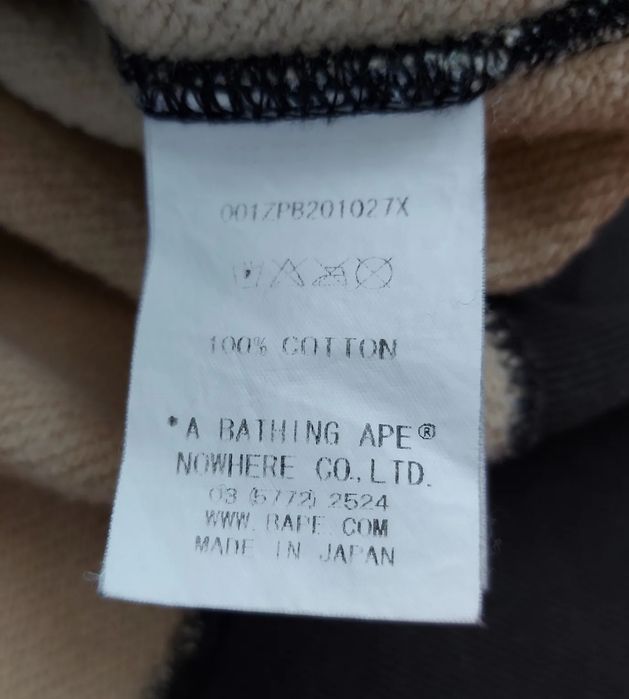 001ZPB201027X
100% COTTON
*A BATHING APE®
NOWHERE CO.,LTD.
03 (5772) 2524
WWW.BAPE.COM
MADE IN JAPAN